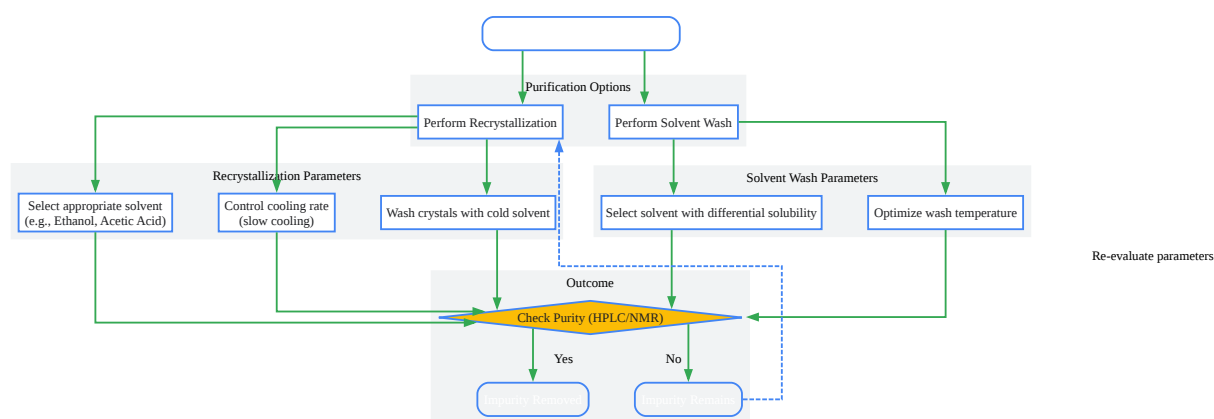 Purification Options
Perform Recrystallization
Perform Solvent Wash
Recrystallization Parameters
Solvent Wash Parameters
Select appropriate solvent
(e.g., Ethanol, Acetic Acid)
Control cooling rate
(slow cooling)
Wash crystals with cold solvent
Select solvent with differential solubility
Optimize wash temperature
Re-evaluate parameters
Outcome
Check Purity (HPLC/NMR)
Yes
No
Impurity Removed
Impurity Remains